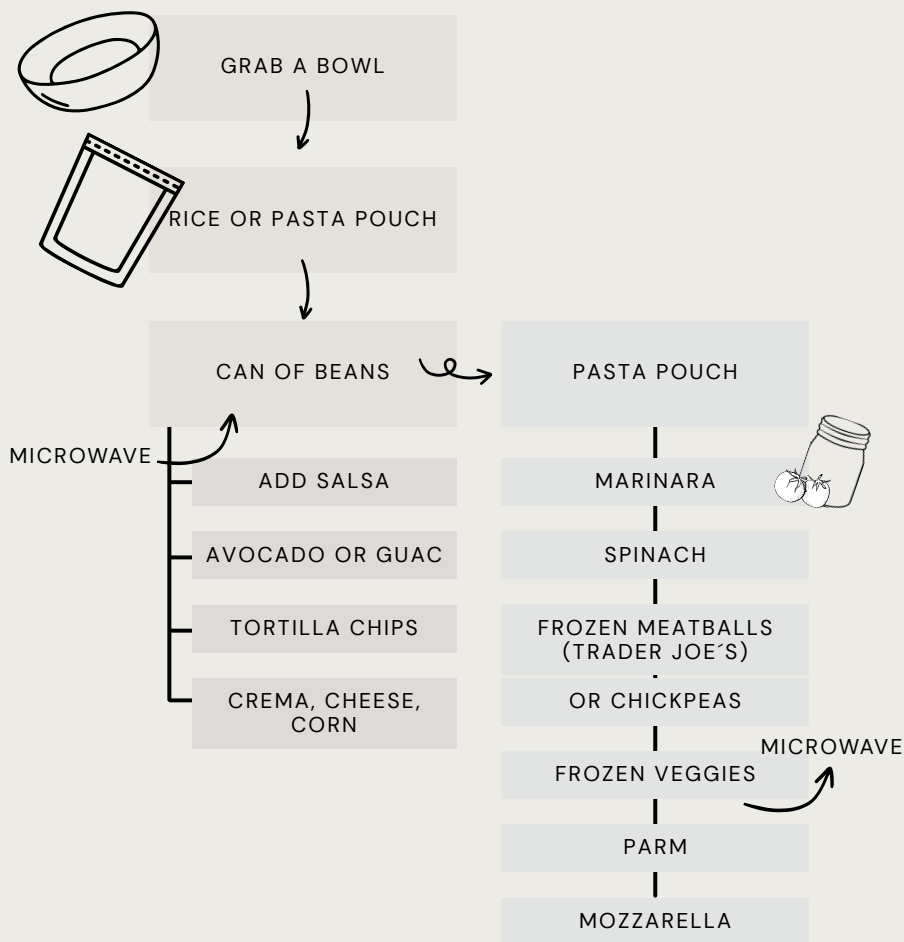 GRAB A BOWL
RICE OR PASTA POUCH
CAN OF BEANS
MICROWAVE
ADD SALSA
AVOCADO OR GUAC
TORTILLA CHIPS
CREMA, CHEESE,
CORN
PASTA POUCH
MARINARA
SPINACH
FROZEN MEATBALLS
(TRADER JOE´S)
OR CHICKPEAS
MICROWAVE
FROZEN VEGGIES
PARM
MOZZARELLA